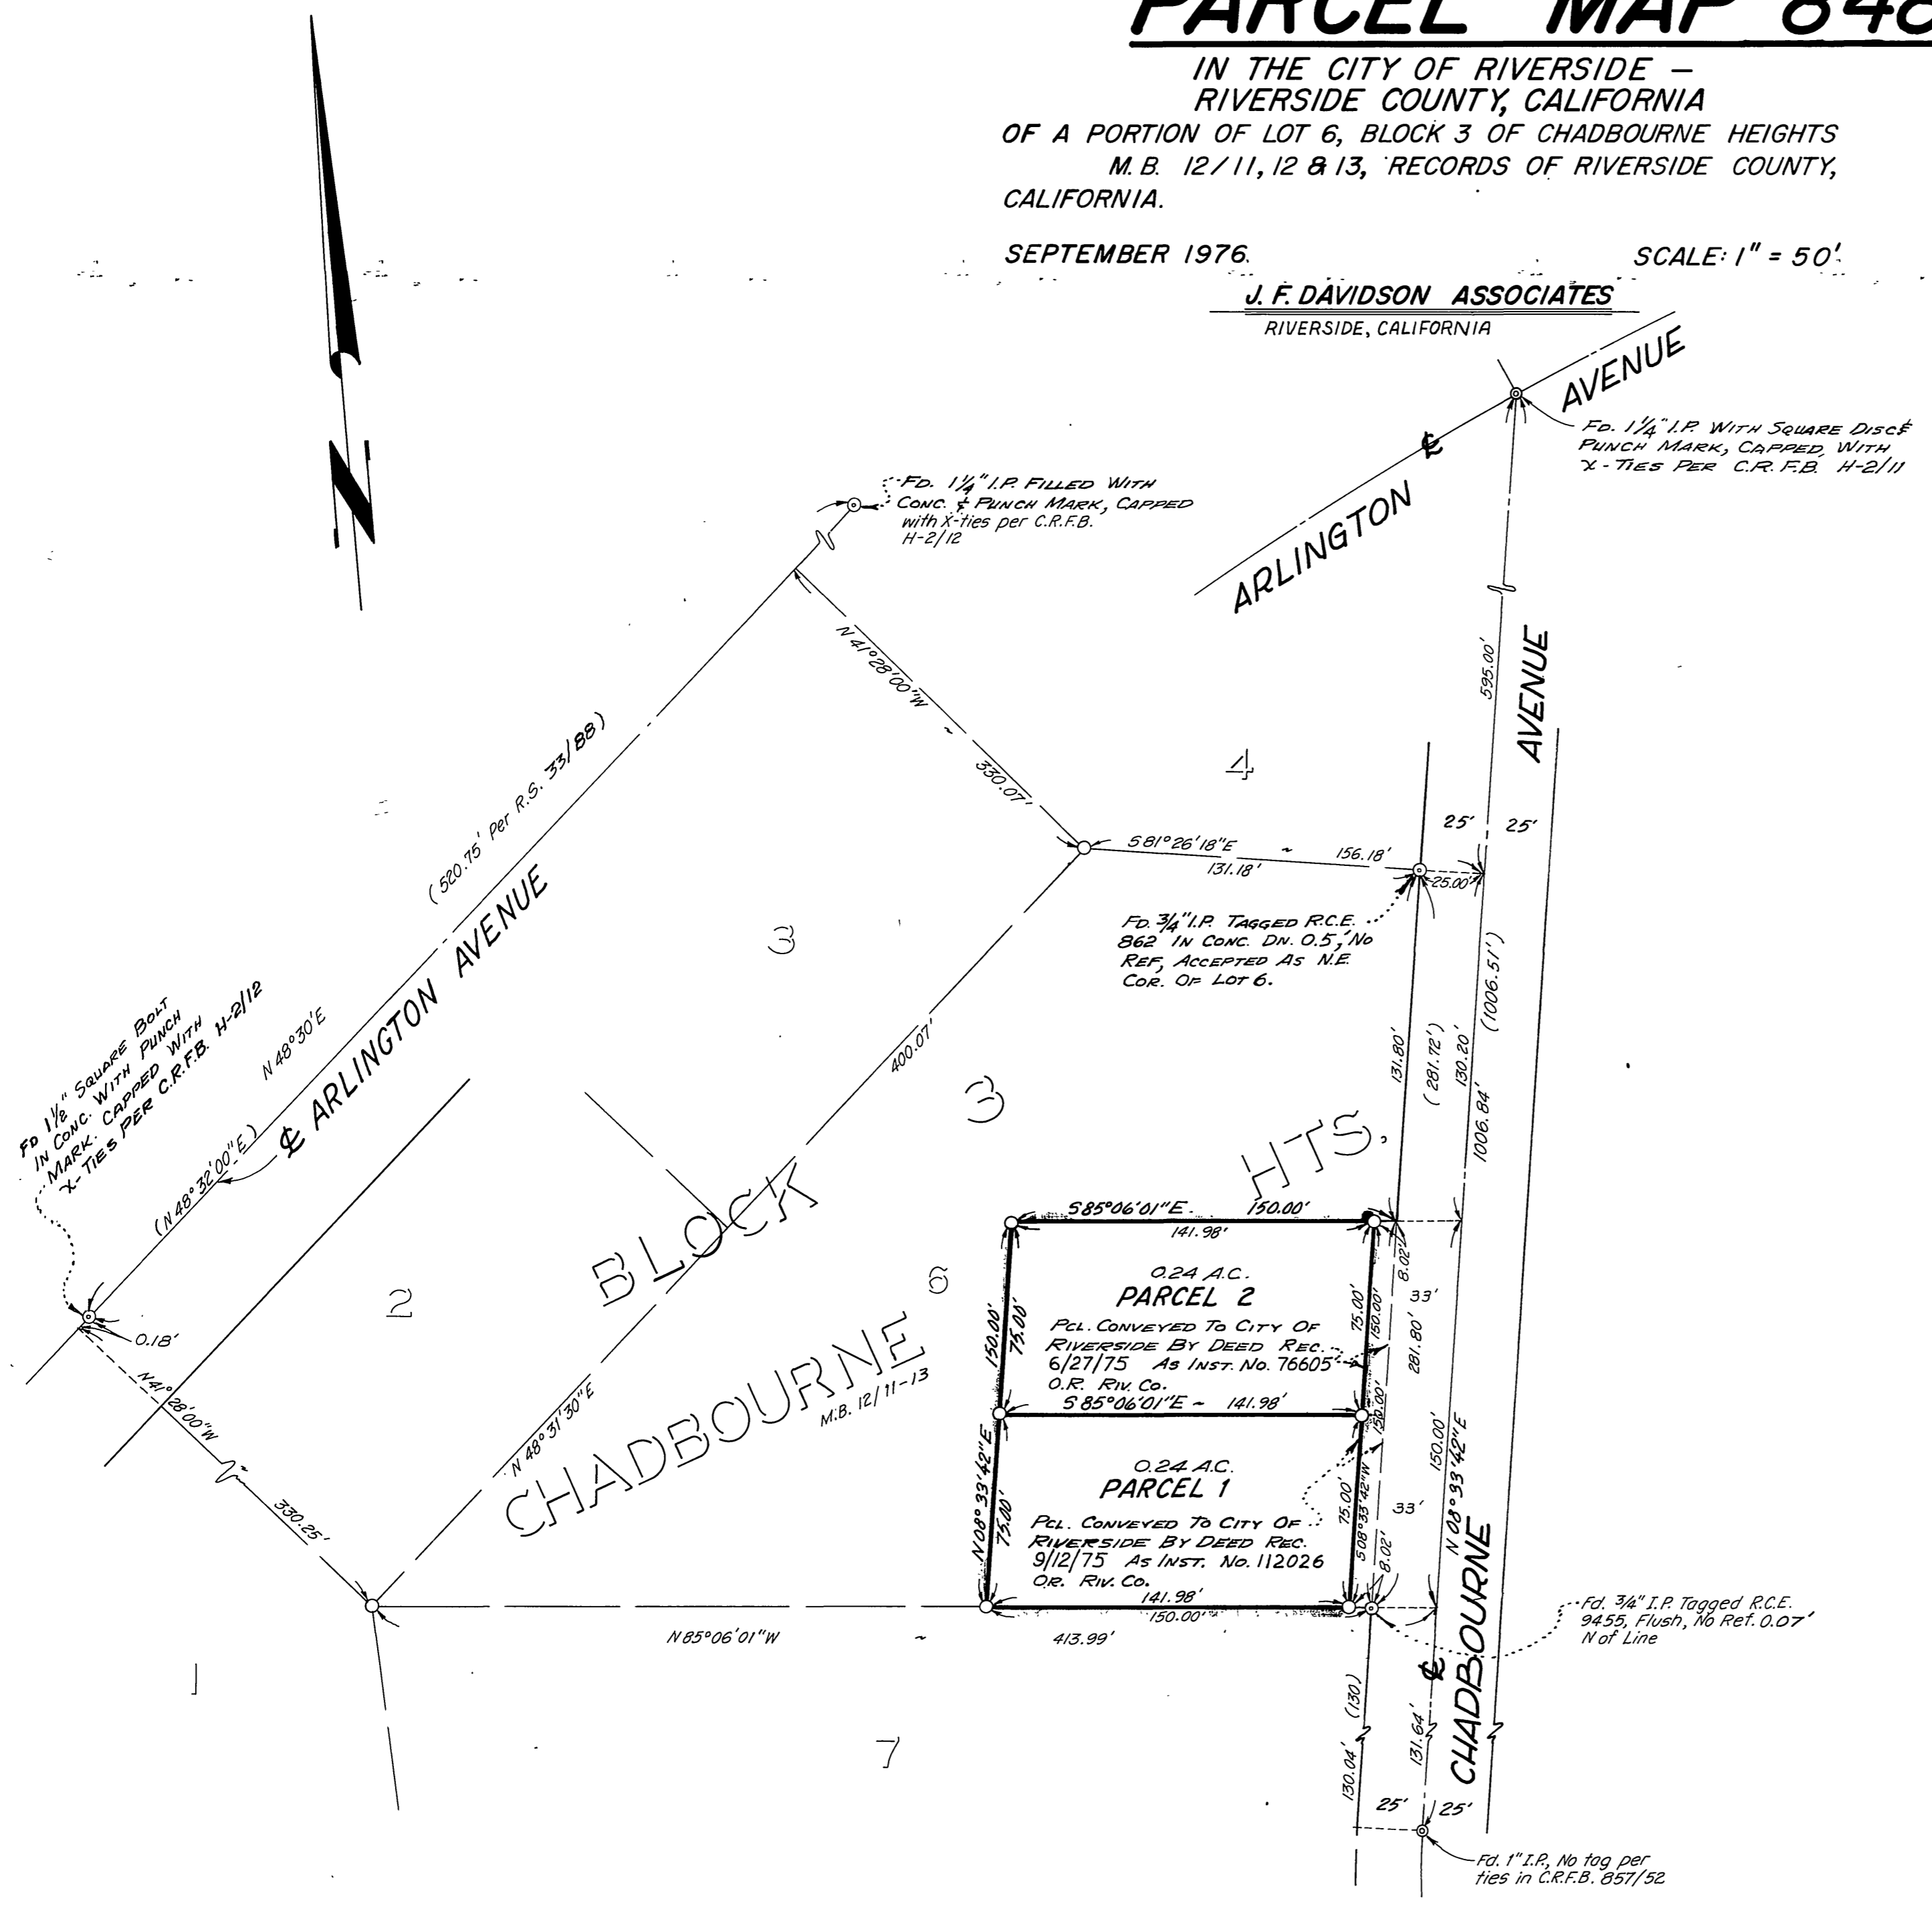 PARCEL MAP 848
IN THE CITY OF RIVERSIDE —
RIVERSIDE COUNTY, CALIFORNIA
OF A PORTION OF LOT 6, BLOCK 3 OF CHADBOURNE HEIGHTS
M.B. 12/11, 12 & 13, RECORDS OF RIVERSIDE COUNTY,
CALIFORNIA.
SEPTEMBER 1976.
SCALE: 1" = 50'
J. F. DAVIDSON ASSOCIATES
RIVERSIDE, CALIFORNIA
N
ARLINGTON ℄ AVENUE
FD. 1¼" I.P. WITH SQUARE DISC &
PUNCH MARK, CAPPED WITH
X-TIES PER C.R.F.B. H-2/11
FD. 1¼" I.P. FILLED WITH
CONC. & PUNCH MARK, CAPPED
with X-ties per C.R.F.B.
H-2/12
N 41°28'00"W ~ 330.07'
595.00'
AVENUE
4
25' 25'
S 81°26'18"E ~ 156.18'
131.18'
25.00'
FD. ¾" I.P. TAGGED R.C.E.
862 IN CONC. DN. 0.5', NO
REF, ACCEPTED AS N.E.
COR. OF LOT 6.
(520.75' Per R.S. 33/88)
℄ ARLINGTON AVENUE
N 48°30'E
(N 48°32'00"E)
FD 1½" SQUARE BOLT
IN CONC. WITH PUNCH
MARK. CAPPED WITH
X-TIES PER C.R.F.B. H-2/12
3
400.07'
131.80'
(281.72')
130.20'
(1006.51')
1006.84'
BLOCK 3
CHADBOURNE HTS.
M.B. 12/11-13
2
6
0.18'
N 41°28'00"W
330.25'
N 48°31'30"E
S 85°06'01"E 150.00'
141.98'
8.02'
0.24 A.C.
PARCEL 2
PCL. CONVEYED TO CITY OF
RIVERSIDE BY DEED REC.
6/27/75 AS INST. NO. 76605
O.R. RIV. CO.
150.00'
75.00'
75.00'
150.00'
33'
281.80'
S 85°06'01"E ~ 141.98'
0.24 A.C.
PARCEL 1
PCL. CONVEYED TO CITY OF
RIVERSIDE BY DEED REC.
9/12/75 AS INST. NO. 112026
O.R. RIV. CO.
N 08°33'42"E
75.00'
75.00'
S 08°33'42"W
150.00'
8.02'
33'
150.00'
N 08°33'42"E
141.98'
150.00'
N 85°06'01"W ~ 413.99'
Fd. ¾" I.P. Tagged R.C.E.
9455, Flush, No Ref. 0.07'
N of Line
℄ CHADBOURNE
1
7
130.04' (130)
131.64'
25' 25'
Fd. 1" I.P., No tag per
ties in C.R.F.B. 857/52